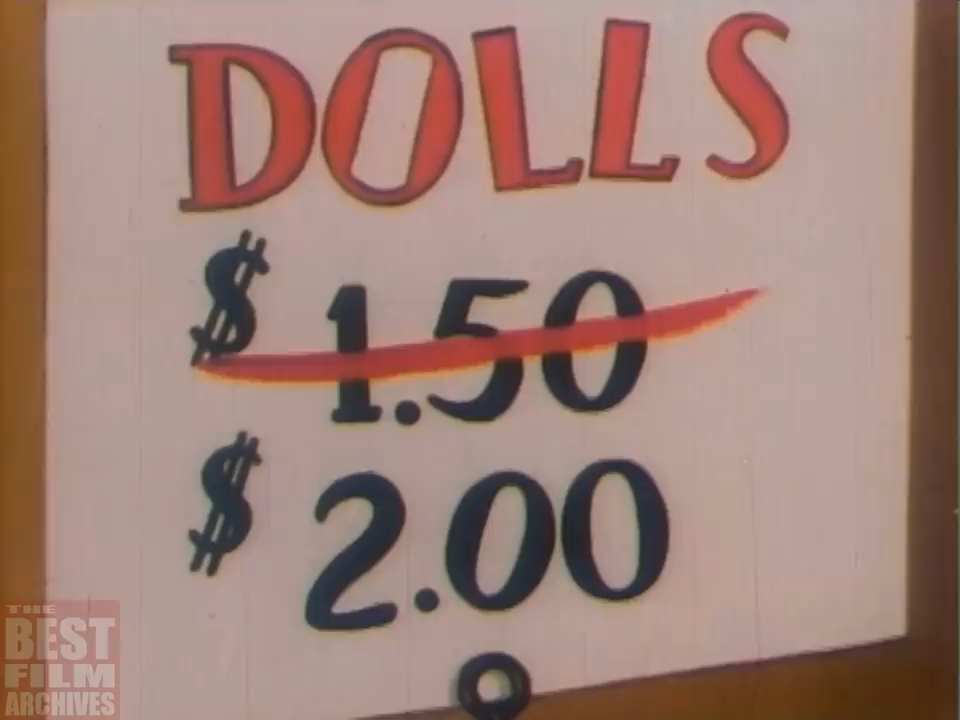 DOLLS
$ 1.50
$ 2.00
THE
BEST
FILM
ARCHIVES